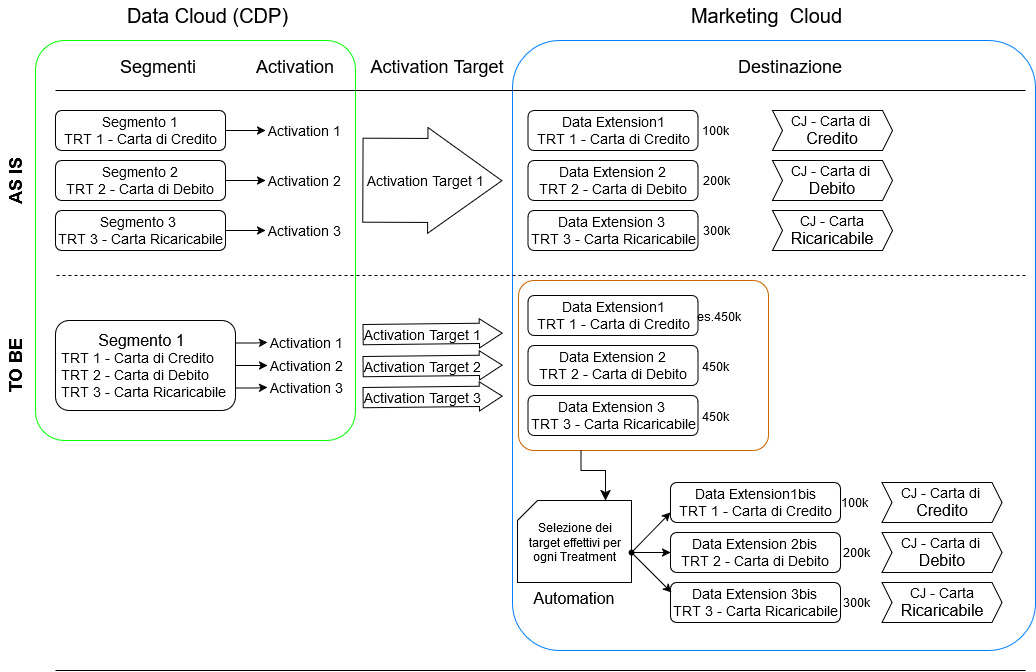 Data Cloud (CDP)
Marketing Cloud
Segmenti
Activation
Activation Target
Destinazione
AS IS
Segmento 1
TRT 1 - Carta di Credito
Activation 1
Segmento 2
TRT 2 - Carta di Debito
Activation 2
Segmento 3
TRT 3 - Carta Ricaricabile
Activation 3
Activation Target 1
Data Extension1
TRT 1 - Carta di Credito
100k
CJ - Carta di
Credito
Data Extension 2
TRT 2 - Carta di Debito
200k
CJ - Carta di
Debito
Data Extension 3
TRT 3 - Carta Ricaricabile
300k
CJ - Carta
Ricaricabile
TO BE
Segmento 1
TRT 1 - Carta di Credito
TRT 2 - Carta di Debito
TRT 3 - Carta Ricaricabile
Activation 1
Activation 2
Activation 3
Activation Target 1
Activation Target 2
Activation Target 3
Data Extension1
TRT 1 - Carta di Credito
es.450k
Data Extension 2
TRT 2 - Carta di Debito
450k
Data Extension 3
TRT 3 - Carta Ricaricabile
450k
Selezione dei
target effettivi per
ogni Treatment
Automation
Data Extension1bis
TRT 1 - Carta di Credito
100k
CJ - Carta di
Credito
Data Extension 2bis
TRT 2 - Carta di Debito
200k
CJ - Carta di
Debito
Data Extension 3bis
TRT 3 - Carta Ricaricabile
300k
CJ - Carta
Ricaricabile